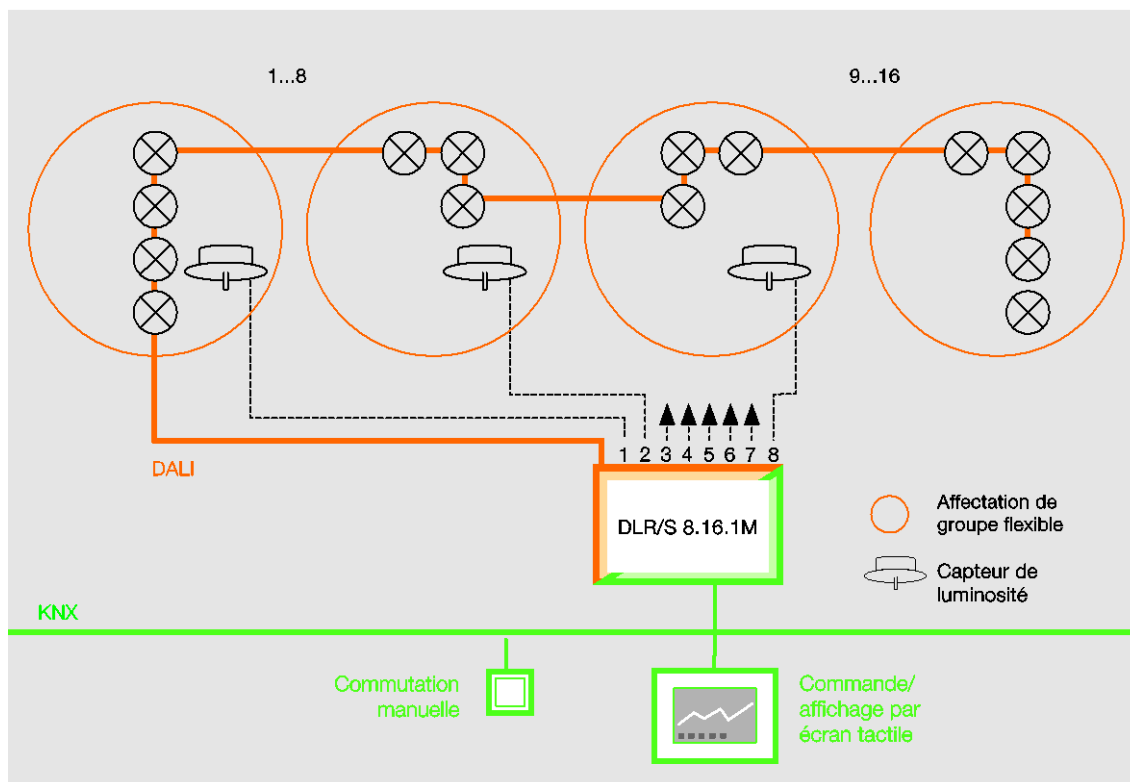 1...8
9...16
1 2 3 4 5 6 7 8
DALI
DLR/S 8.16.1M
Affectation de
groupe flexible
Capteur de
luminosité
KNX
Commutation
manuelle
Commande/
affichage par
écran tactile